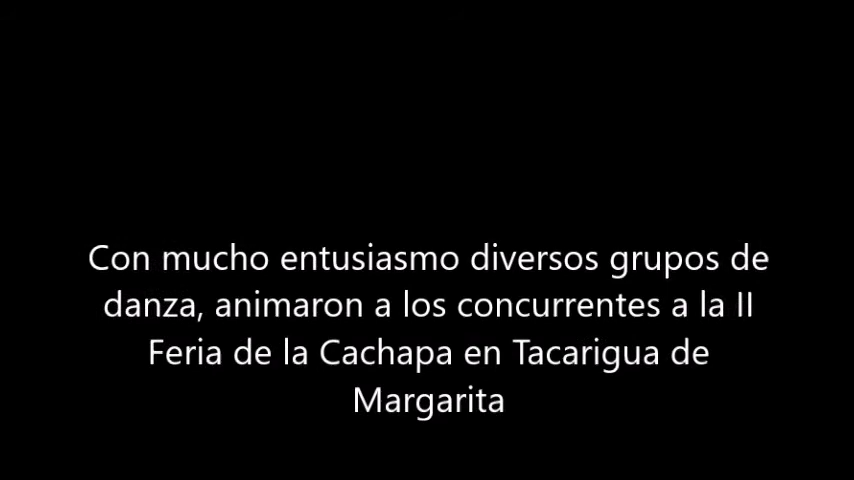 Con mucho entusiasmo diversos grupos de
danza, animaron a los concurrentes a la II
Feria de la Cachapa en Tacarigua de
Margarita